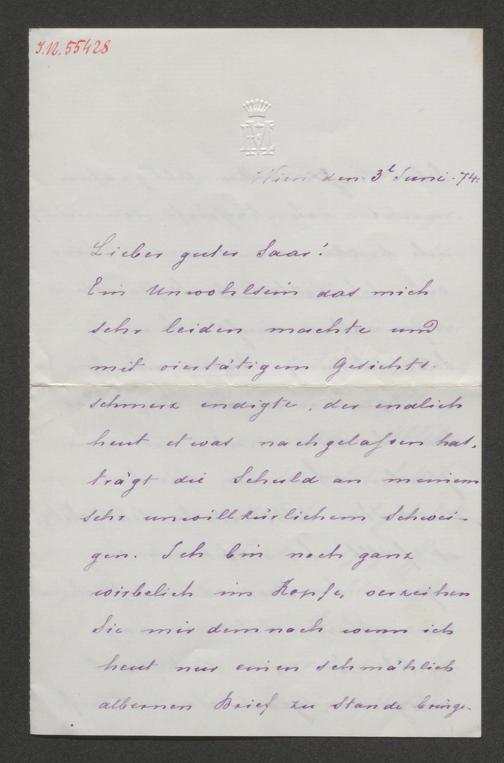 I.N. 55428
Wien den 3t Juni. 74.
Lieber guter Saar!
Ein Unwohlsein das mich
sehr leiden machte und
mit viertätigem Gesichts-
schmerz endigte, der endlich
heut etwas nachgelaßen hat,
trägt die Schuld an meinem
sehr unwillkürlichem Schwei-
gen. Ich bin noch ganz
wirbelich im Kopfe, verzeihen
Sie mir demnach wenn ich
heut nur einen schmählich
albernen Brief zu Stande bringe.